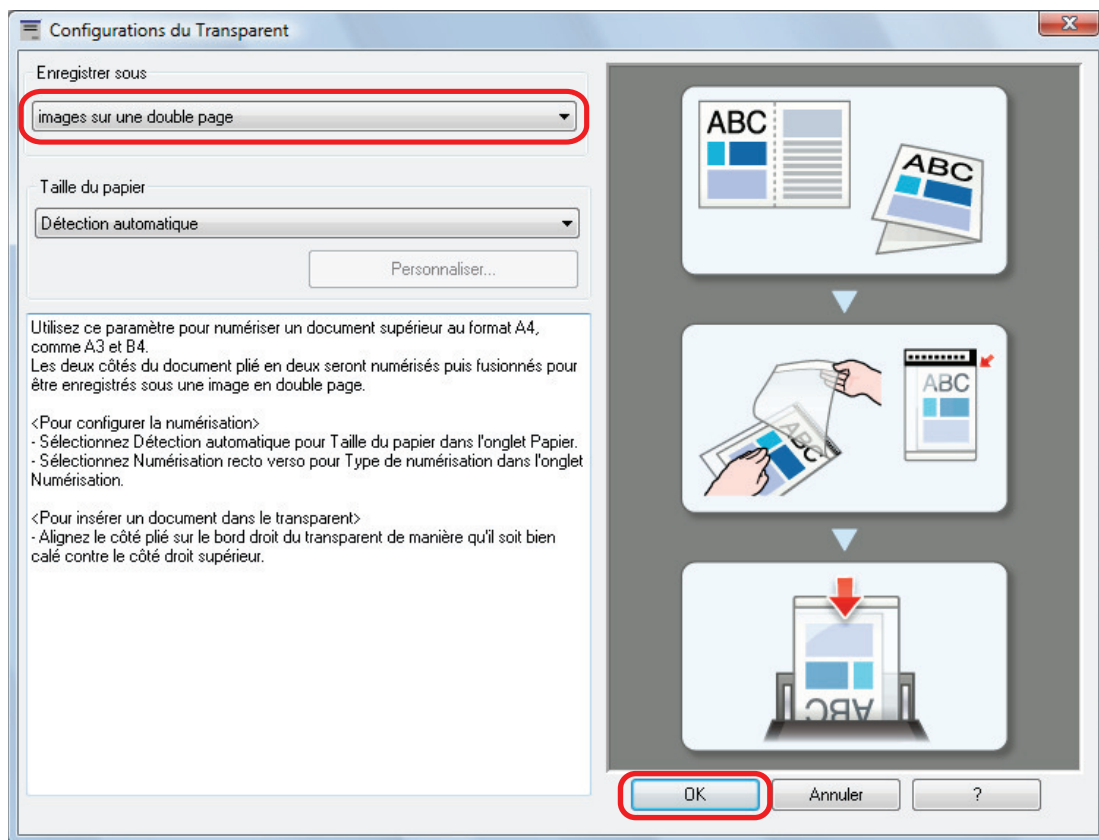 Configurations du Transparent
X
Enregistrer sous
images sur une double page
Taille du papier
Détection automatique
Personnaliser...
Utilisez ce paramètre pour numériser un document supérieur au format A4,
comme A3 et B4.
Les deux côtés du document plié en deux seront numérisés puis fusionnés pour
être enregistrés sous une image en double page.
<Pour configurer la numérisation>
- Sélectionnez Détection automatique pour Taille du papier dans l'onglet Papier.
- Sélectionnez Numérisation recto verso pour Type de numérisation dans l'onglet
Numérisation.
<Pour insérer un document dans le transparent>
- Alignez le côté plié sur le bord droit du transparent de manière qu'il soit bien
calé contre le côté droit supérieur.
ABC
ABC
ABC
ABC
ABC
OK
Annuler
?